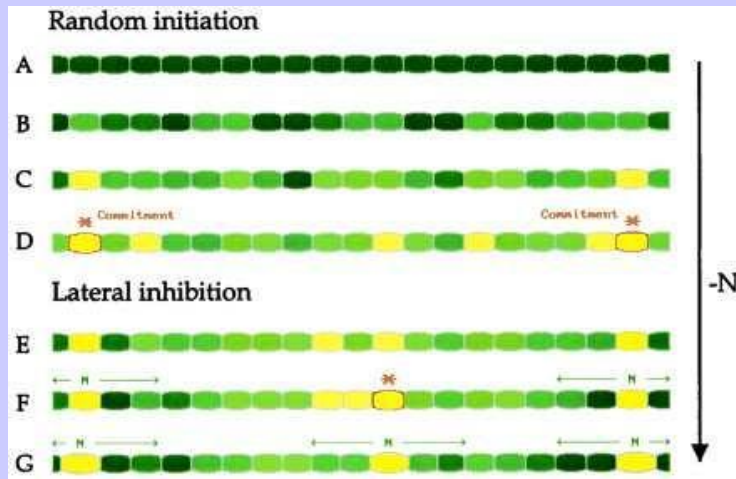 Random initiation
A
B
C
* Commitment Commitment *
D
-N
Lateral inhibition
E
← N → ← N →
*
F
← N → ← N → ← N →
G